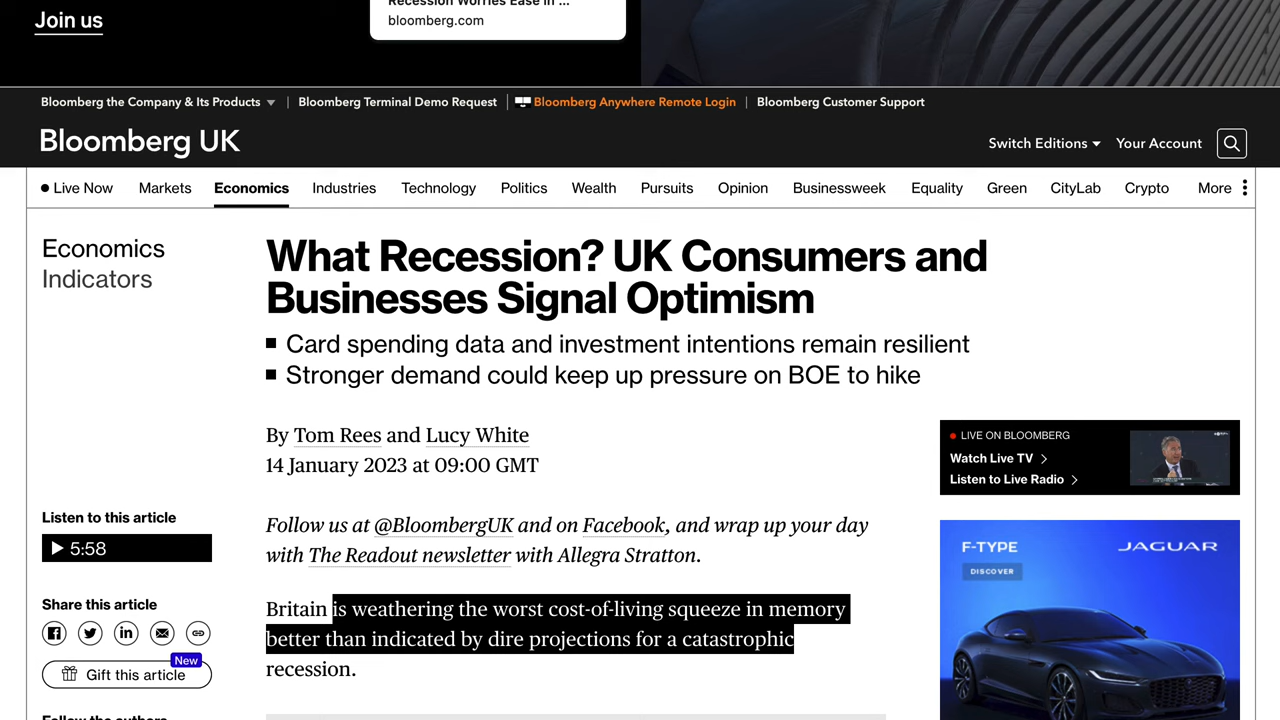 Join us
Recession Worries Ease in ...
bloomberg.com
Bloomberg the Company & Its Products
Bloomberg Terminal Demo Request
Bloomberg Anywhere Remote Login
Bloomberg Customer Support
Bloomberg UK
Switch Editions
Your Account
Live Now
Markets
Economics
Industries
Technology
Politics
Wealth
Pursuits
Opinion
Businessweek
Equality
Green
CityLab
Crypto
More
Economics
Indicators
What Recession? UK Consumers and
Businesses Signal Optimism
Card spending data and investment intentions remain resilient
Stronger demand could keep up pressure on BOE to hike
By Tom Rees and Lucy White
14 January 2023 at 09:00 GMT
LIVE ON BLOOMBERG
Watch Live TV
Listen to Live Radio
Listen to this article
5:58
Follow us at @BloombergUK and on Facebook, and wrap up your day
with The Readout newsletter with Allegra Stratton.
F-TYPE
JAGUAR
DISCOVER
Share this article
New
Gift this article
Follow the authors
Britain is weathering the worst cost-of-living squeeze in memory
better than indicated by dire projections for a catastrophic
recession.